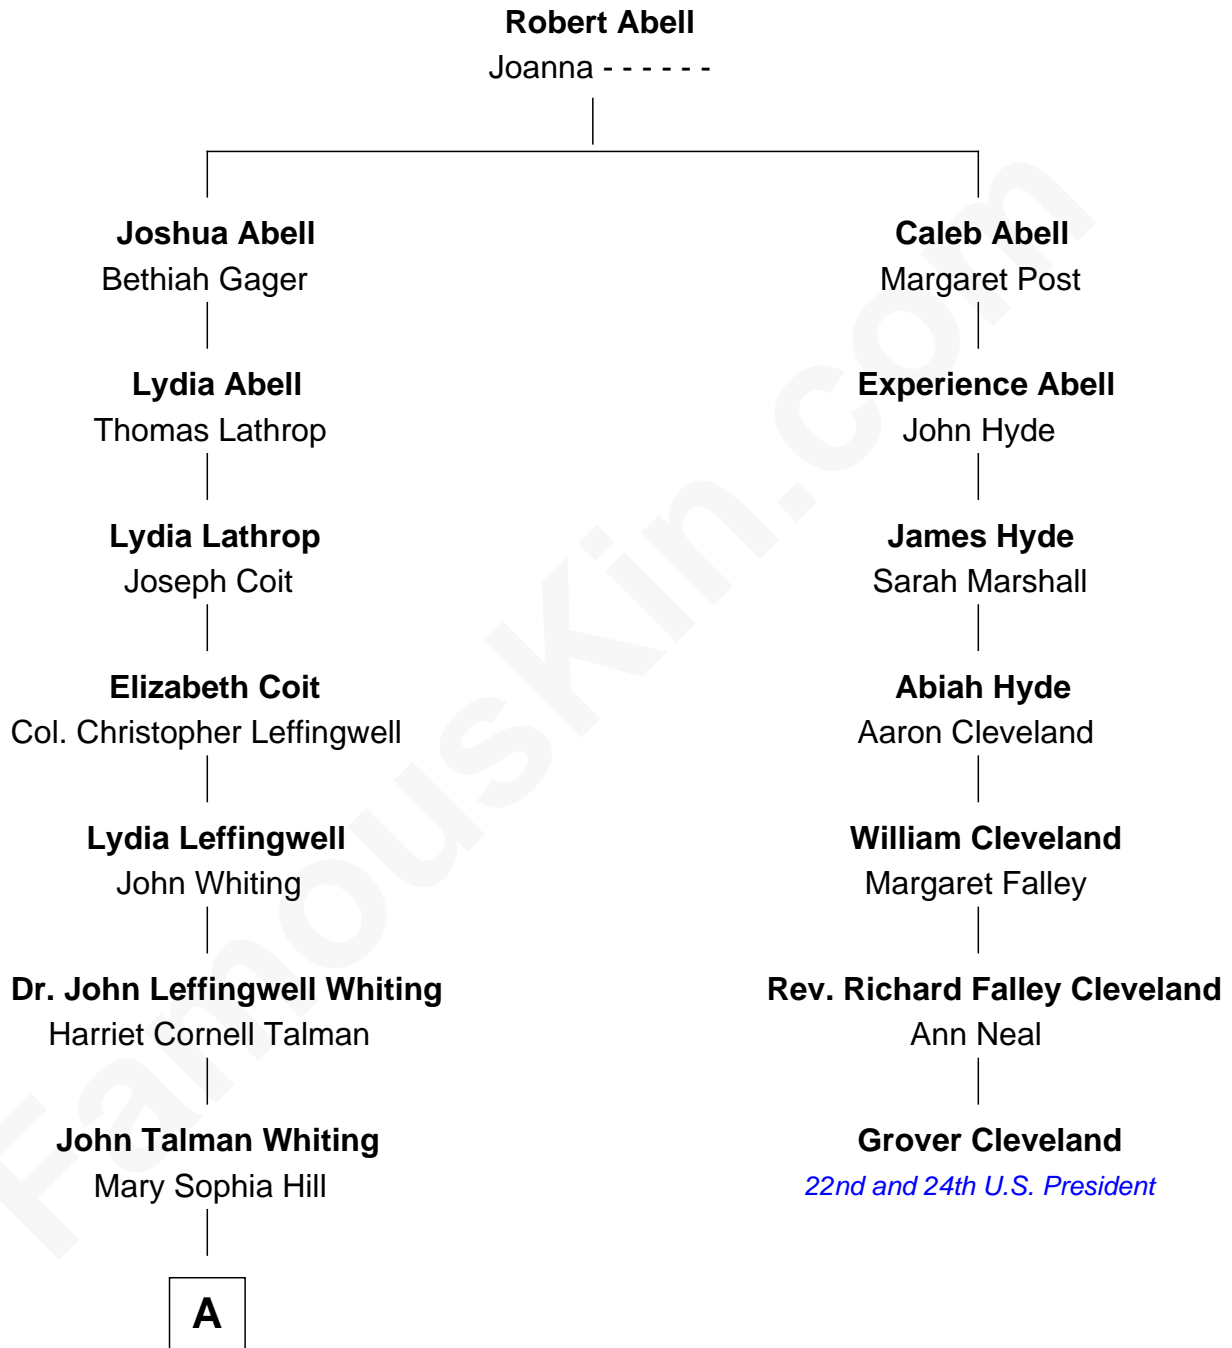 Robert Abell
Joanna - - - - - -
Joshua Abell
Bethiah Gager
Caleb Abell
Margaret Post
Lydia Abell
Thomas Lathrop
Experience Abell
John Hyde
Lydia Lathrop
Joseph Coit
James Hyde
Sarah Marshall
Elizabeth Coit
Col. Christopher Leffingwell
Abiah Hyde
Aaron Cleveland
Lydia Leffingwell
John Whiting
William Cleveland
Margaret Falley
Dr. John Leffingwell Whiting
Harriet Cornell Talman
Rev. Richard Falley Cleveland
Ann Neal
John Talman Whiting
Mary Sophia Hill
Grover Cleveland
22nd and 24th U.S. President
A
FamousKin.com